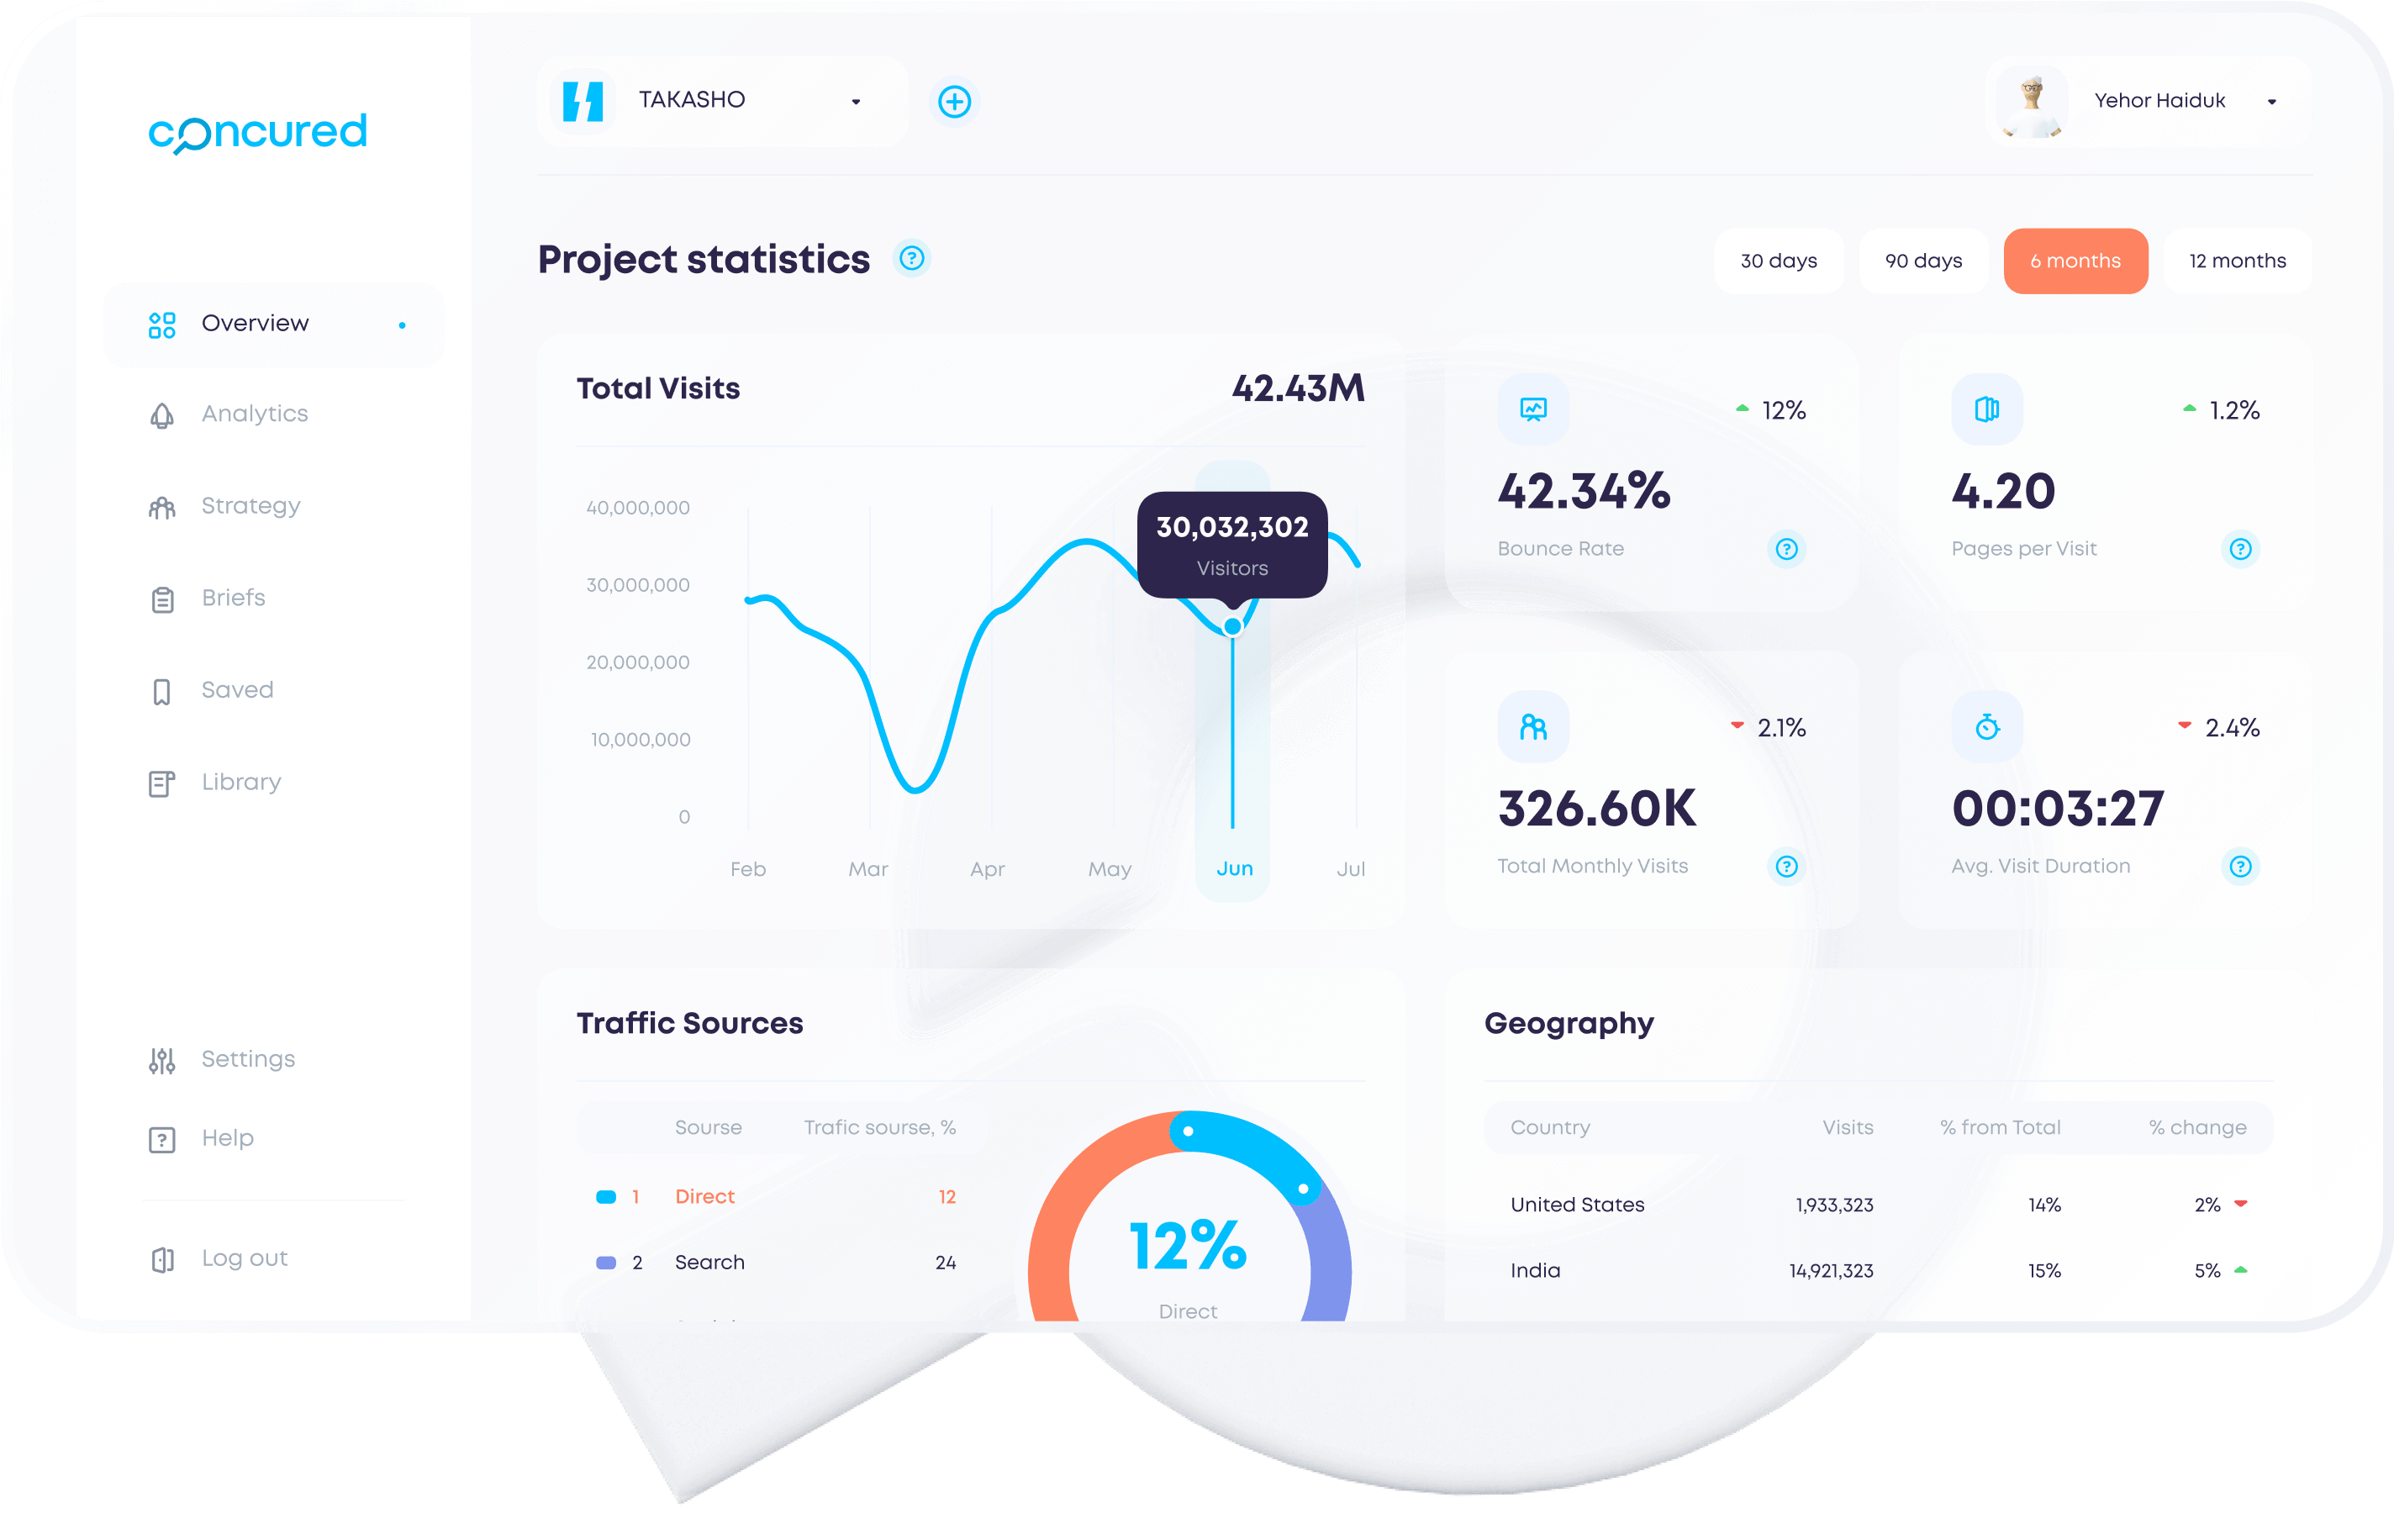 concured
TAKASHO
Yehor Haiduk
Overview
Analytics
Strategy
Briefs
Saved
Library
Settings
Help
Log out
Project statistics ?
30 days 90 days 6 months 12 months
Total Visits 42.43M
40,000,000
30,000,000
20,000,000
10,000,000
0
30,032,302
Visitors
Feb Mar Apr May Jun Jul
12%
42.34%
Bounce Rate ?
1.2%
4.20
Pages per Visit ?
2.1%
326.60K
Total Monthly Visits ?
2.4%
00:03:27
Avg. Visit Duration ?
Traffic Sources
Sourse Trafic sourse, %
1 Direct 12
2 Search 24
12%
Direct
Geography
Country Visits % from Total % change
United States 1,933,323 14% 2%
India 14,921,323 15% 5%